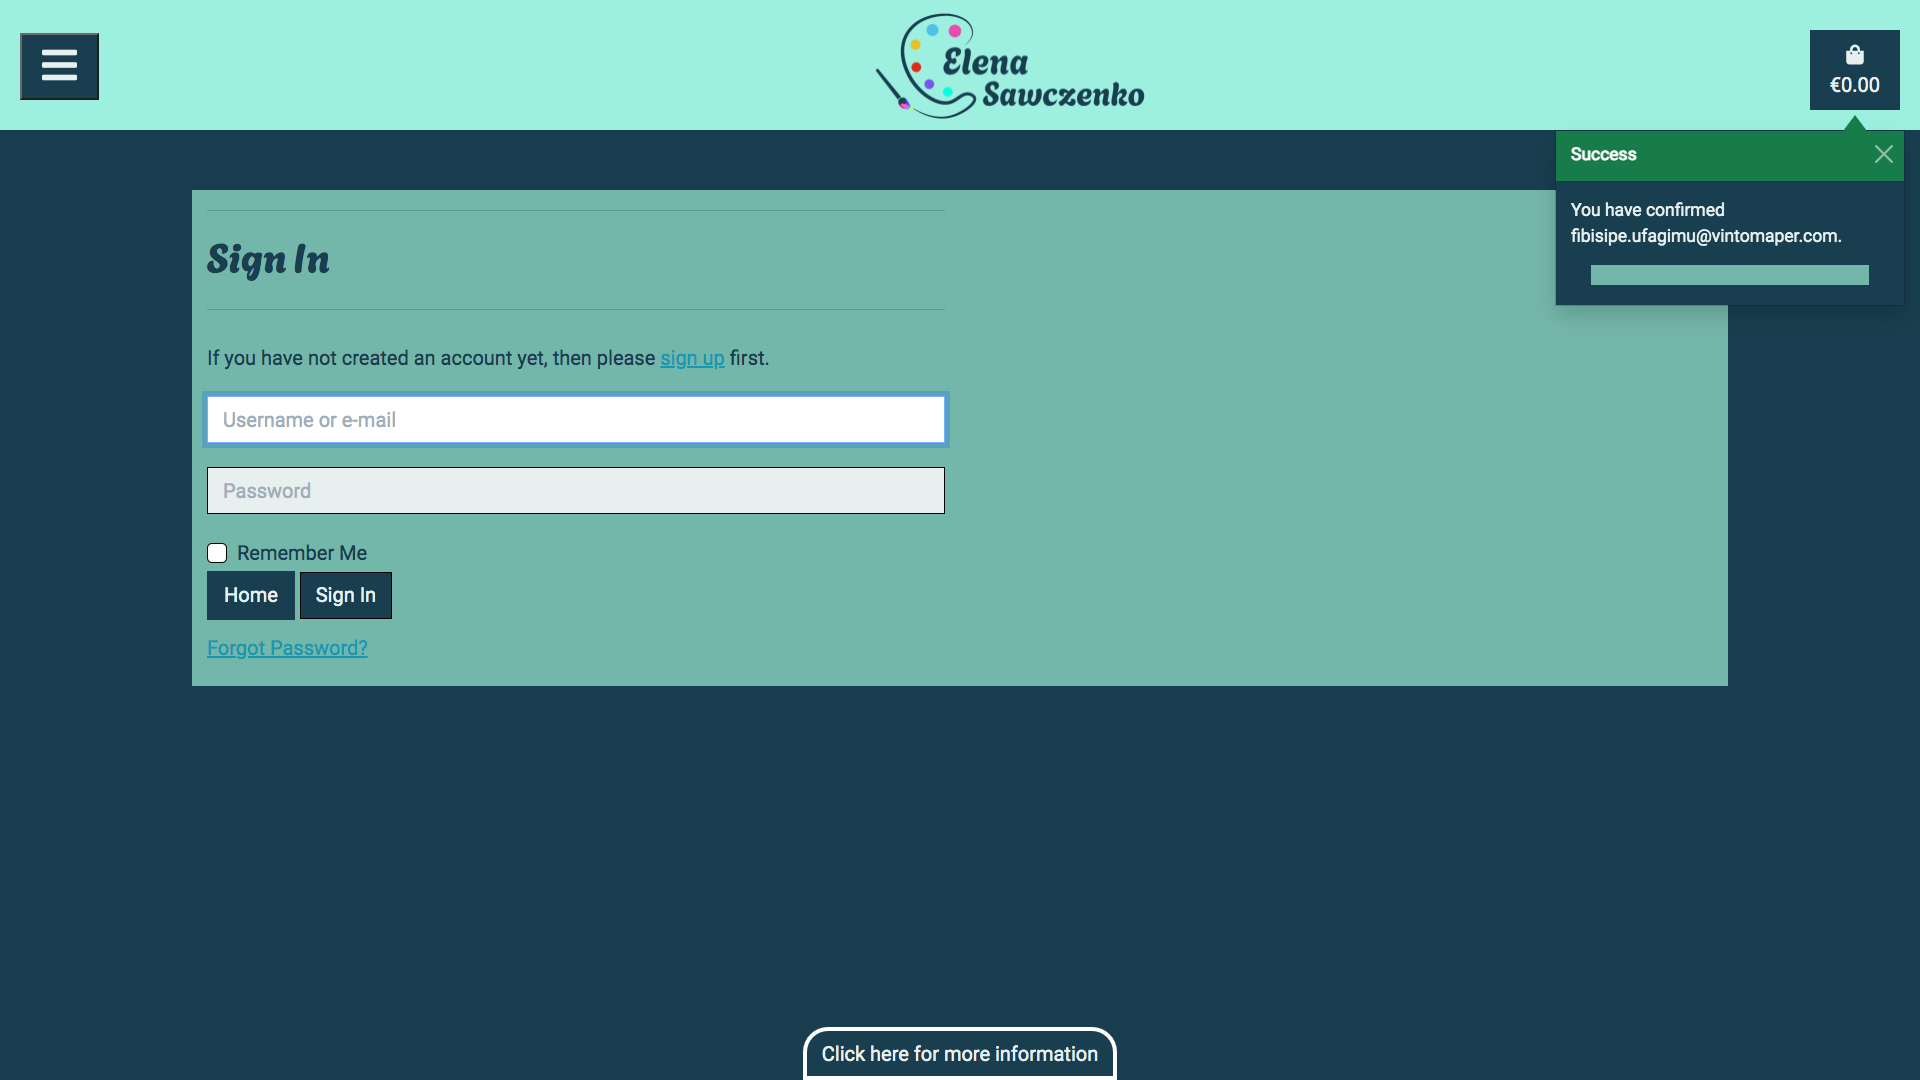 Elena
Sawczenko
€0.00
Success
You have confirmed
fibisipe.ufagimu@vintomaper.com.
Sign In
If you have not created an account yet, then please sign up first.
Username or e-mail
Password
Remember Me
Home
Sign In
Forgot Password?
Click here for more information